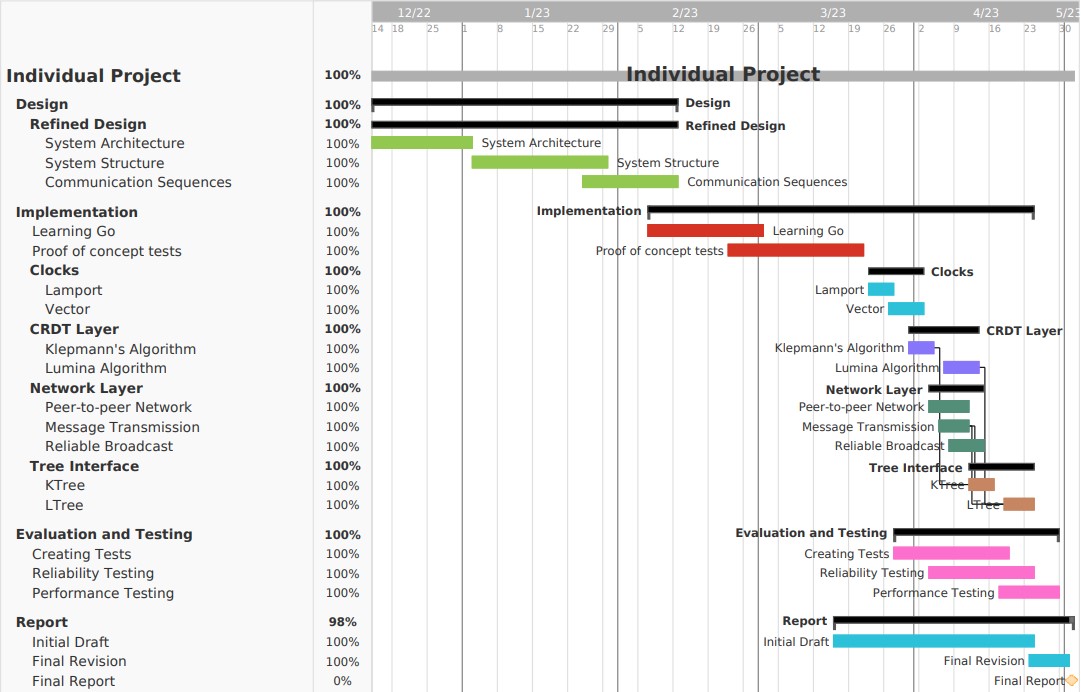 12/22 1/23 2/23 3/23 4/23 5/23
14 18 25 1 8 15 22 29 5 12 19 26 5 12 19 26 2 9 16 23 30
Individual Project 100% Individual Project
Design 100% Design
Refined Design 100% Refined Design
System Architecture 100% System Architecture
System Structure 100% System Structure
Communication Sequences 100% Communication Sequences
Implementation 100% Implementation
Learning Go 100% Learning Go
Proof of concept tests 100% Proof of concept tests
Clocks 100% Clocks
Lamport 100% Lamport
Vector 100% Vector
CRDT Layer 100% CRDT Layer
Klepmann's Algorithm 100% Klepmann's Algorithm
Lumina Algorithm 100% Lumina Algorithm
Network Layer 100% Network Layer
Peer-to-peer Network 100% Peer-to-peer Network
Message Transmission 100% Message Transmission
Reliable Broadcast 100% Reliable Broadcast
Tree Interface 100% Tree Interface
KTree 100% KTree
LTree 100% LTree
Evaluation and Testing 100% Evaluation and Testing
Creating Tests 100% Creating Tests
Reliability Testing 100% Reliability Testing
Performance Testing 100% Performance Testing
Report 98% Report
Initial Draft 100% Initial Draft
Final Revision 100% Final Revision
Final Report 0% Final Report